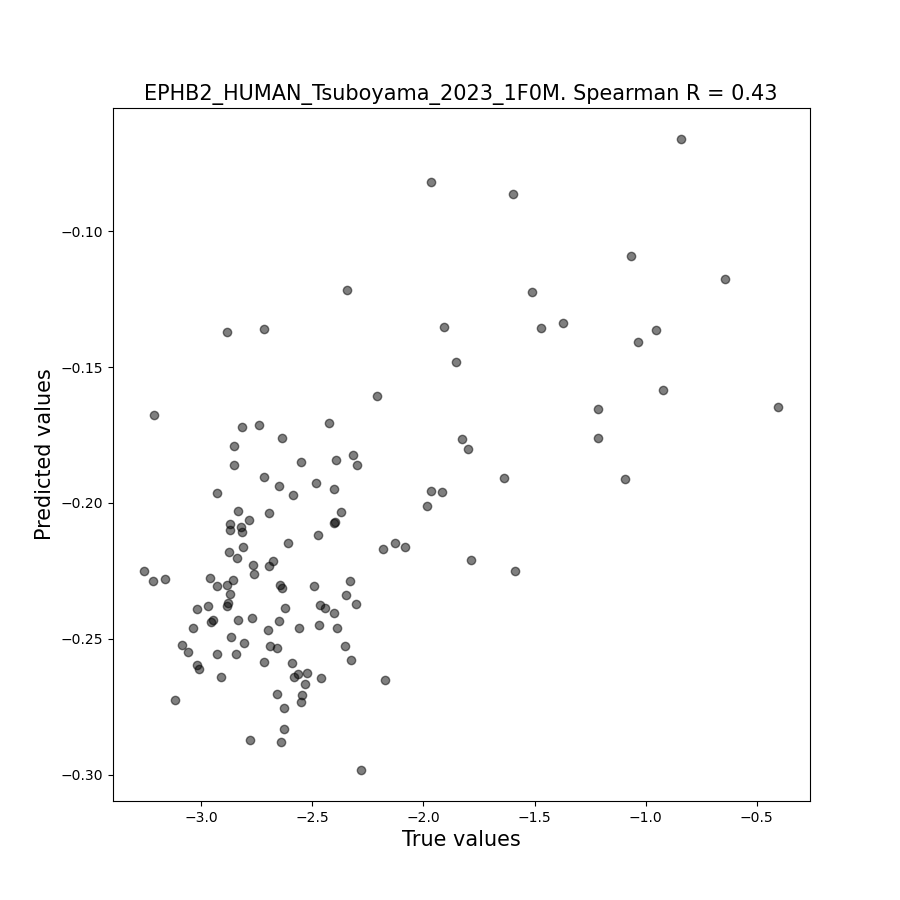 EPHB2_HUMAN_Tsuboyama_2023_1F0M. Spearman R = 0.43
Predicted values
−0.10
−0.15
−0.20
−0.25
−0.30
−3.0 −2.5 −2.0 −1.5 −1.0 −0.5
True values